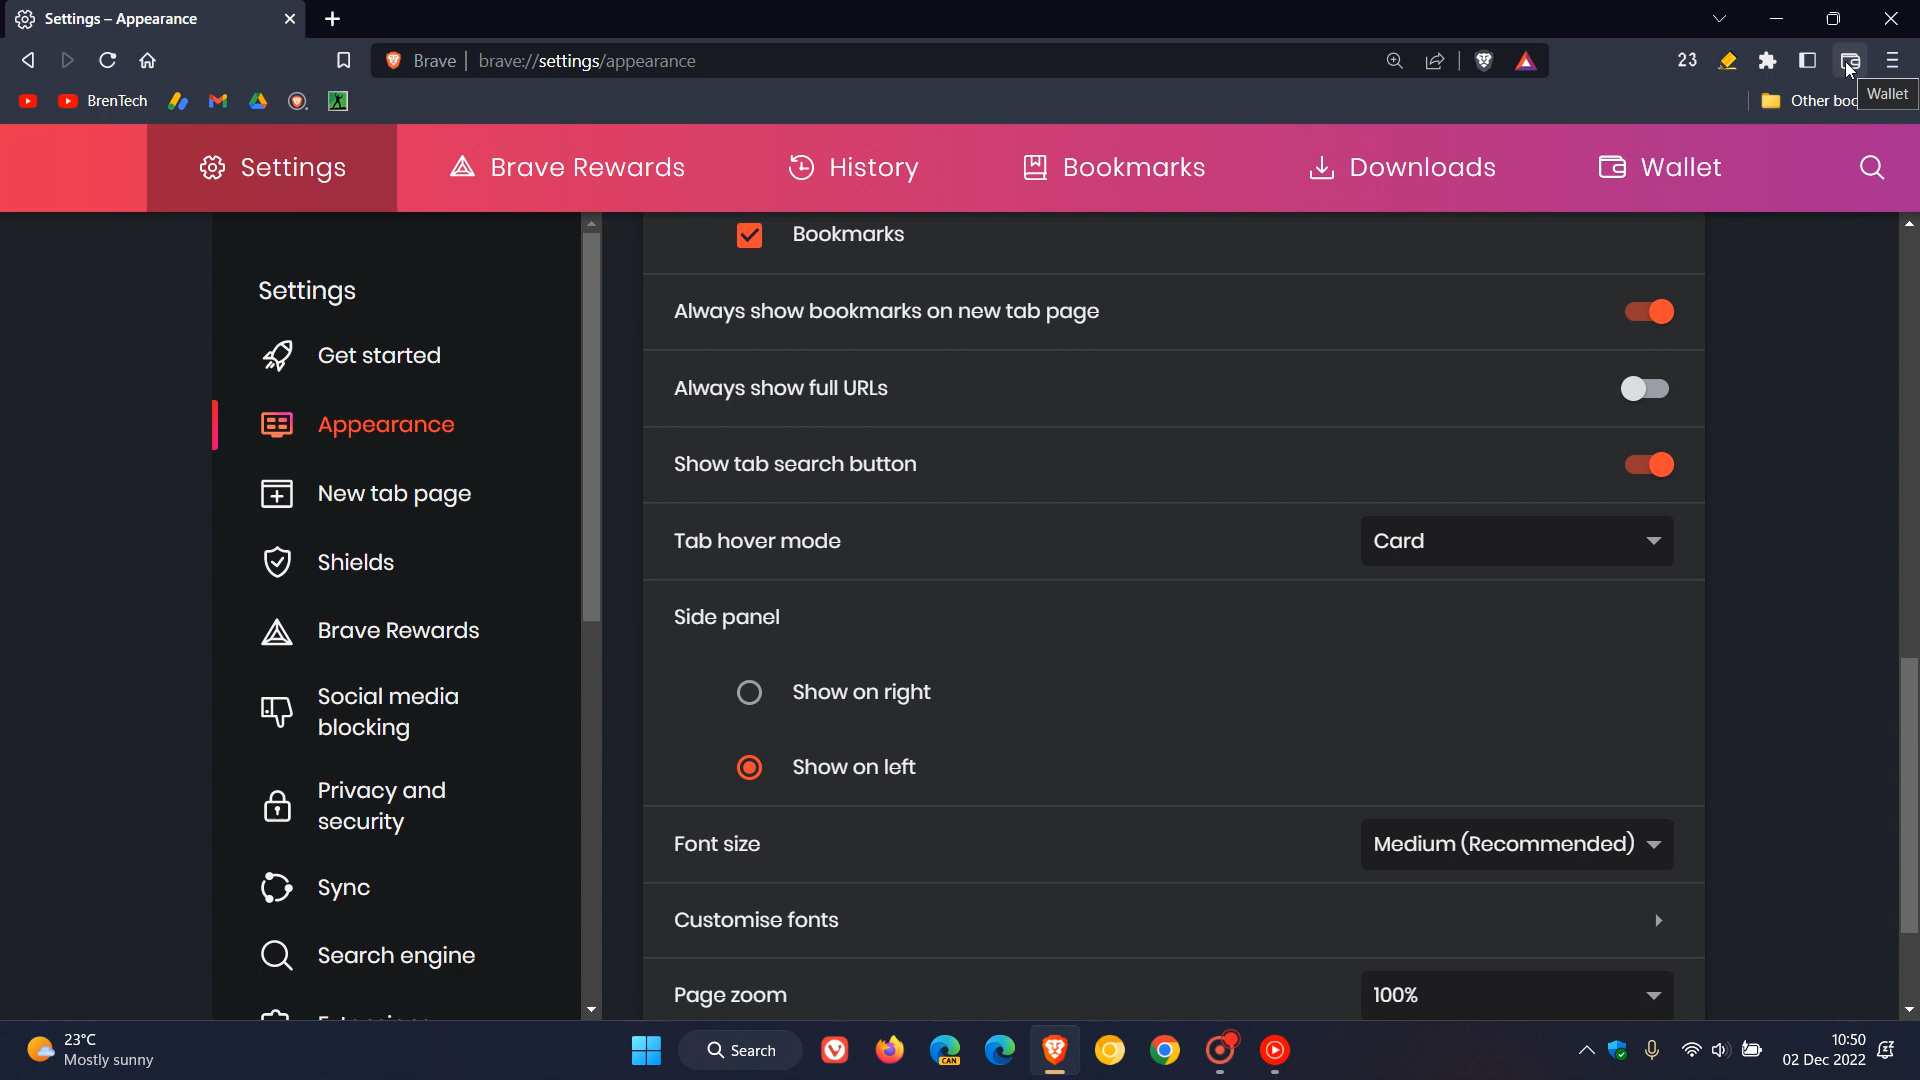 Settings – Appearance
Brave
brave://settings/appearance
23
BrenTech
Other boo
Wallet
Settings
Brave Rewards
History
Bookmarks
Downloads
Wallet
Settings
Get started
Appearance
New tab page
Shields
Brave Rewards
Social media
blocking
Privacy and
security
Sync
Search engine
Bookmarks
Always show bookmarks on new tab page
Always show full URLs
Show tab search button
Tab hover mode
Card
Side panel
Show on right
Show on left
Font size
Medium (Recommended)
Customise fonts
Page zoom
100%
23°C
Mostly sunny
Search
CAN
10:50
02 Dec 2022